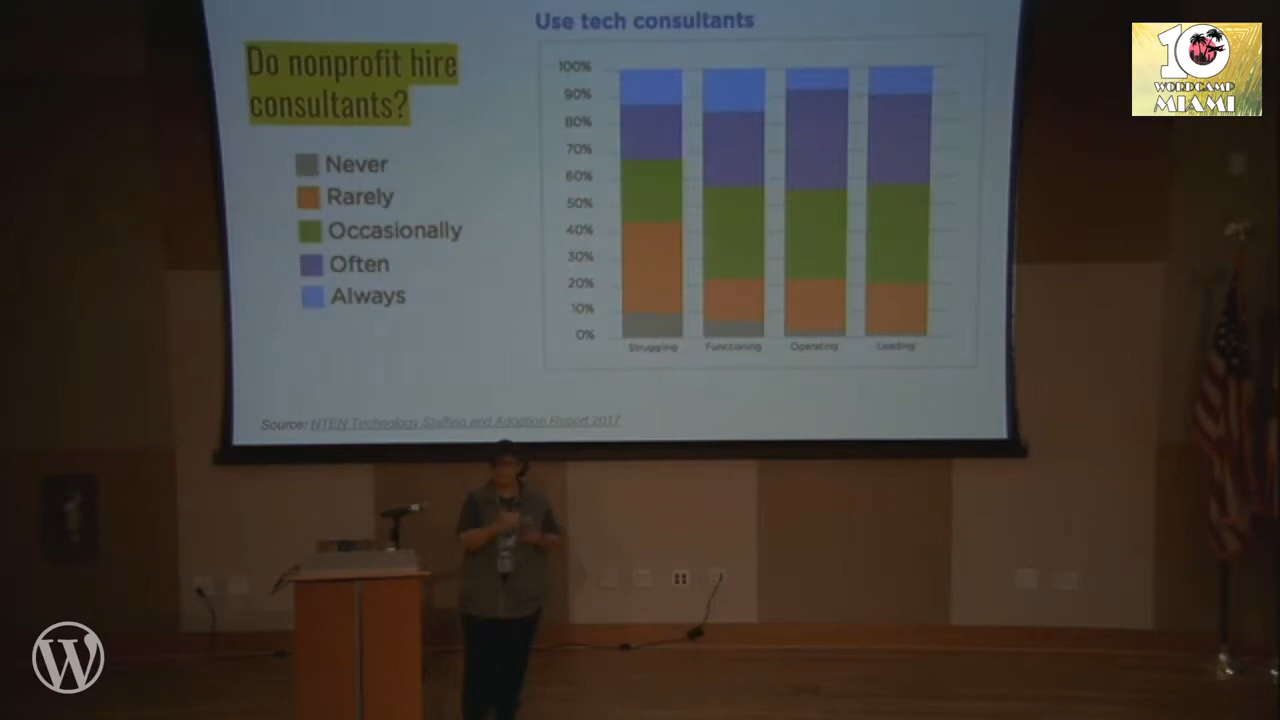 Use tech consultants
Do nonprofit hire
consultants?
Never
Rarely
Occasionally
Often
Always
100%
90%
80%
70%
60%
50%
40%
30%
20%
10%
0%
Struggling
Functioning
Operating
Leading
Source: NTEN Technology Staffing and Adoption Report 2017
10
WORDCAMP
MIAMI
W